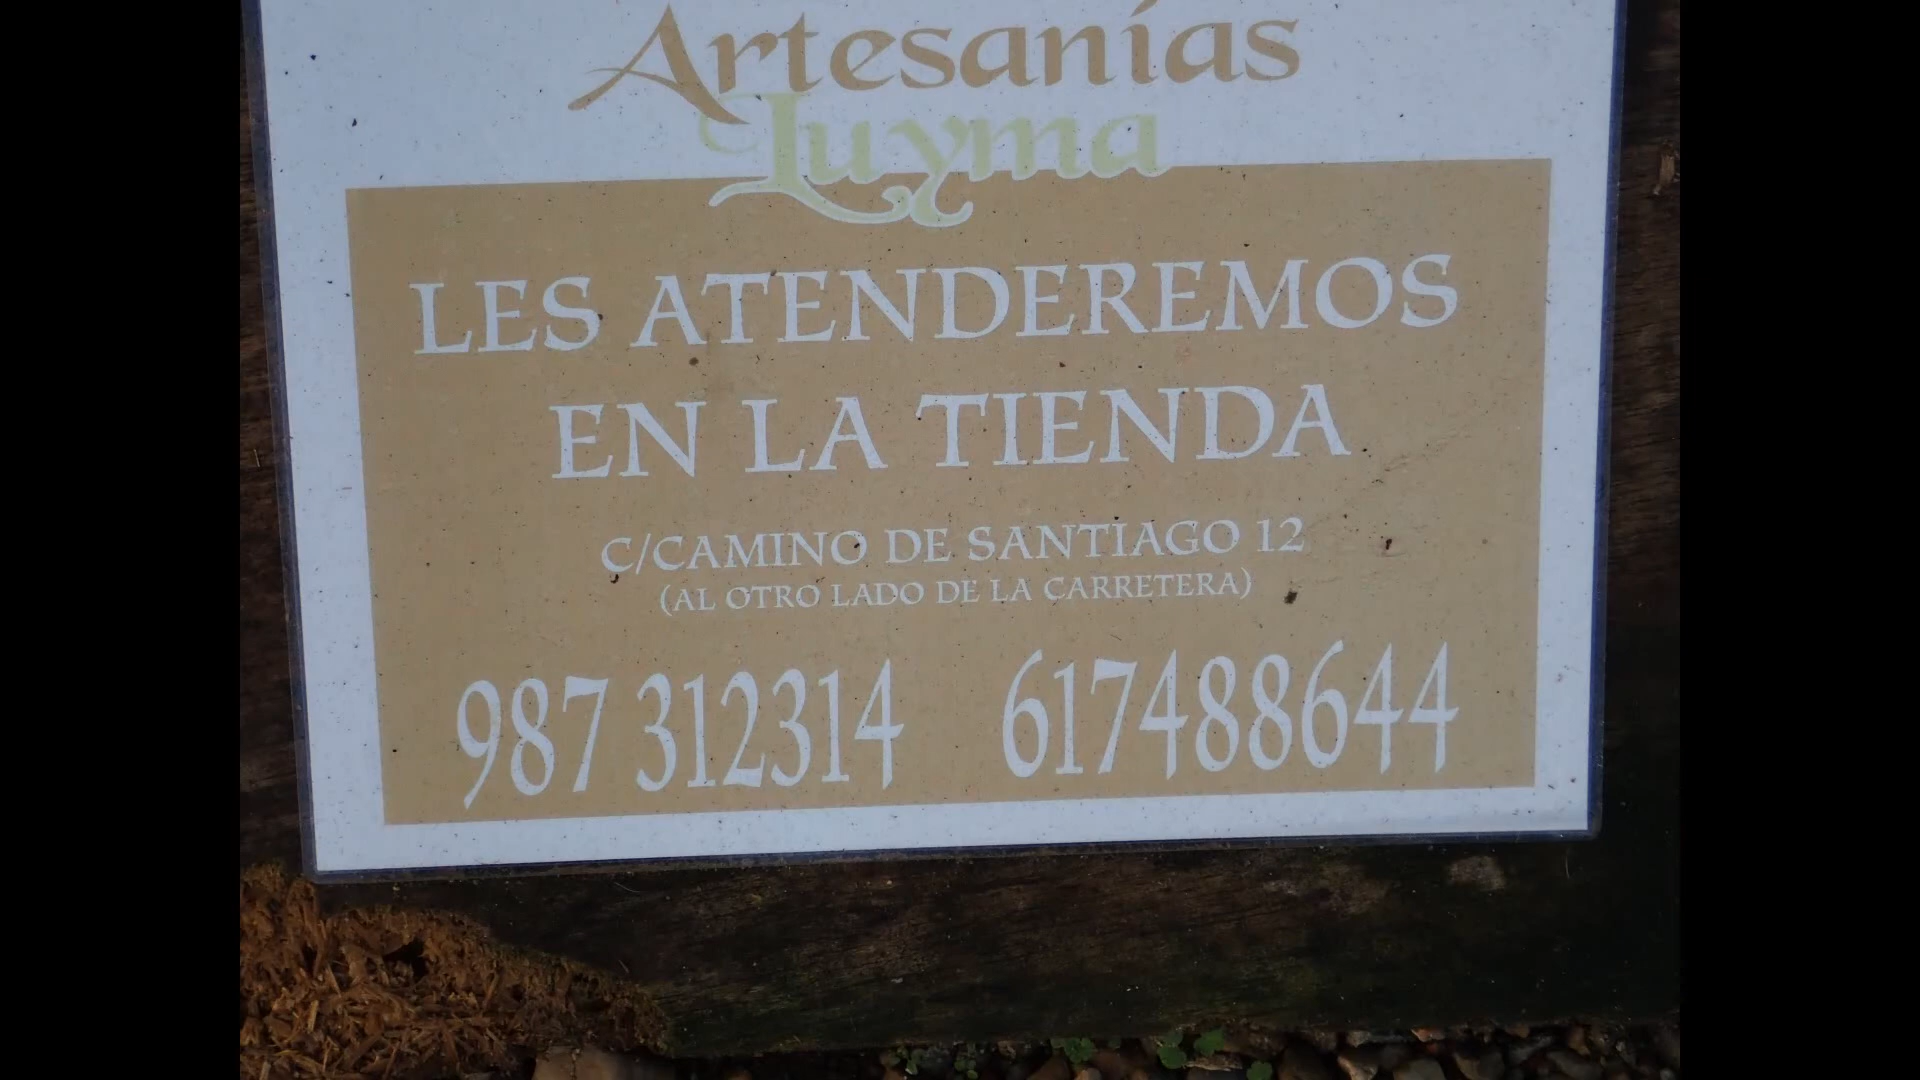 Artesanías
Luyma
LES ATENDEREMOS
EN LA TIENDA
C/CAMINO DE SANTIAGO 12
(AL OTRO LADO DE LA CARRETERA)
987 312314 617488644